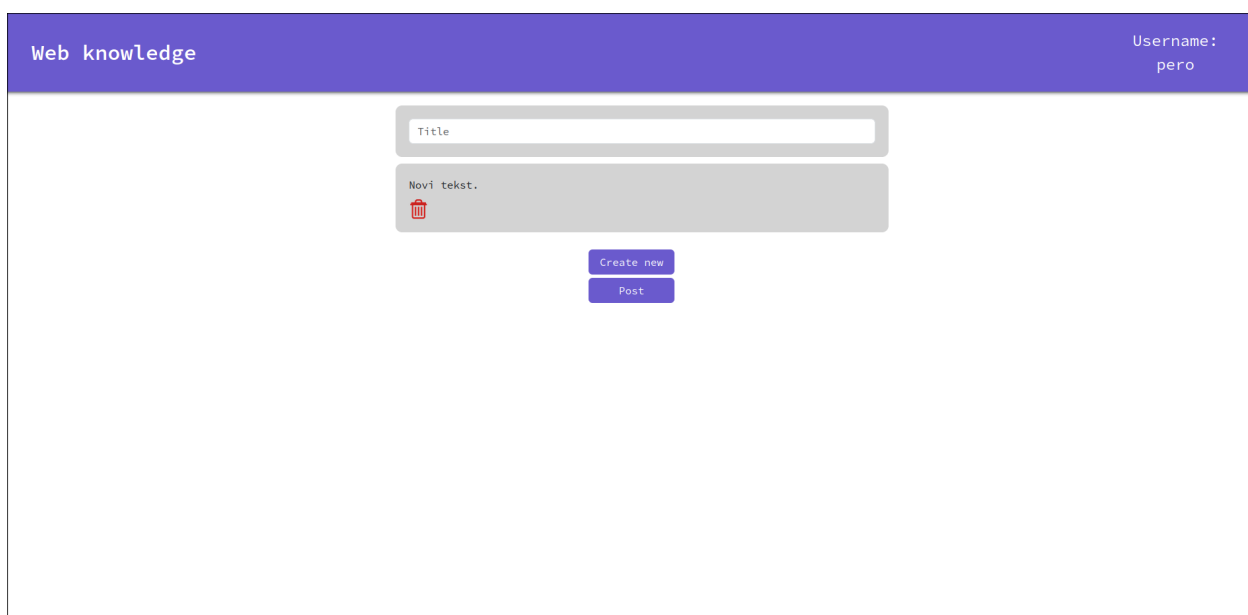 Web knowledge
Username:
pero
Title
Novi tekst.
Create new
Post